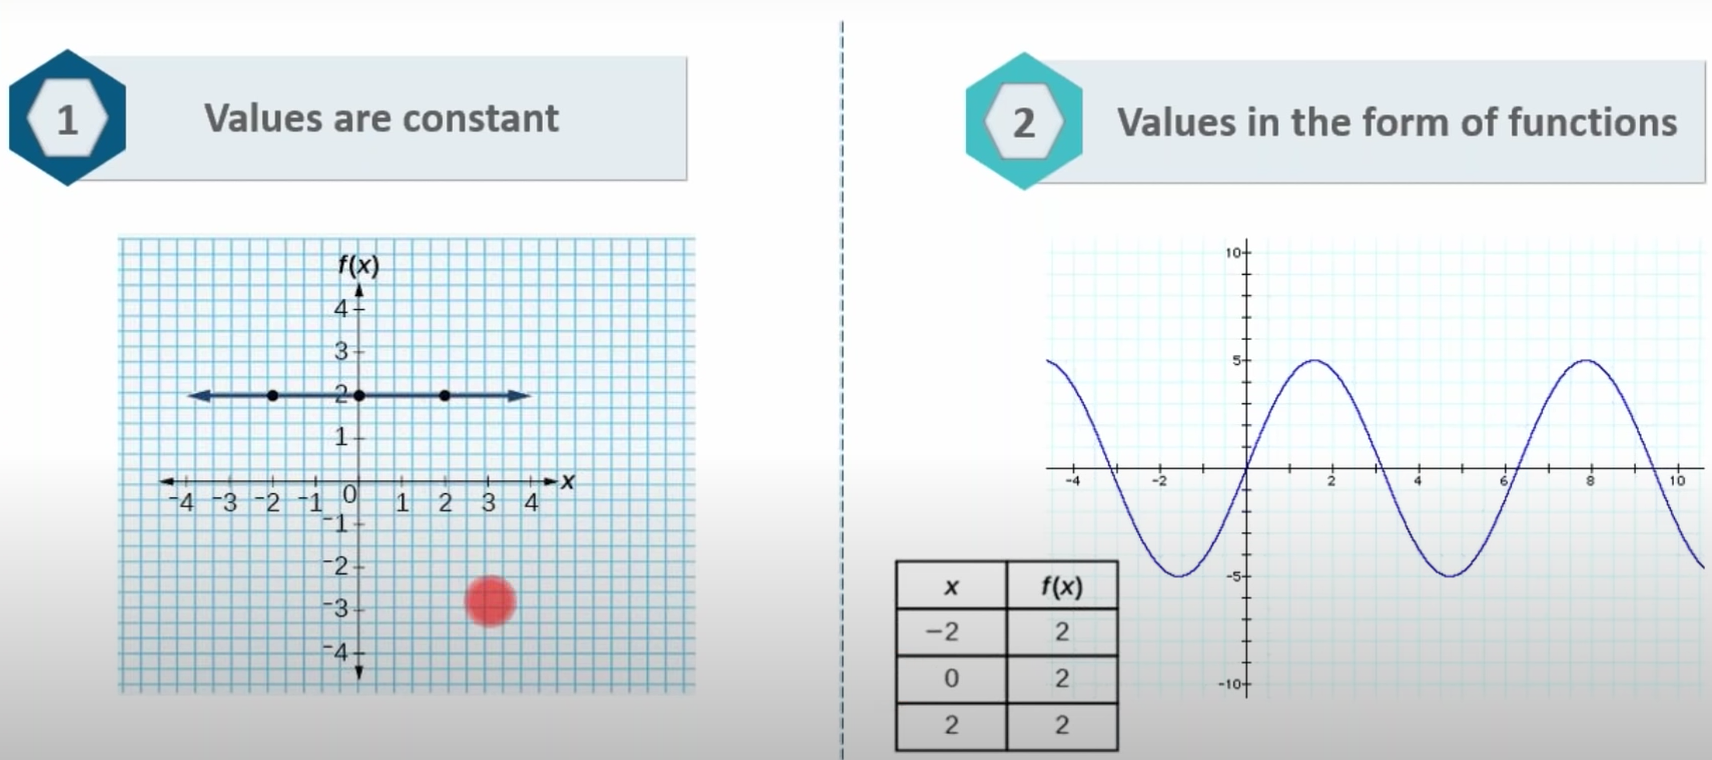 1
Values are constant
f(x)
4
3
2
1
x
-4 -3 -2 -1 0 1 2 3 4
-1
-2
-3
-4
2
Values in the form of functions
10
5
-4 -2 2 4 6 8 10
-5
-10
x f(x)
−2 2
0 2
2 2